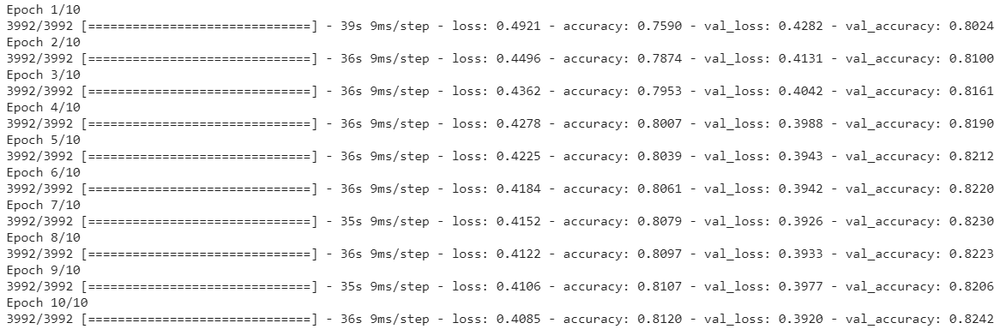 Epoch 1/10
3992/3992 [==============================] - 39s 9ms/step - loss: 0.4921 - accuracy: 0.7590 - val_loss: 0.4282 - val_accuracy: 0.8024
Epoch 2/10
3992/3992 [==============================] - 36s 9ms/step - loss: 0.4496 - accuracy: 0.7874 - val_loss: 0.4131 - val_accuracy: 0.8100
Epoch 3/10
3992/3992 [==============================] - 36s 9ms/step - loss: 0.4362 - accuracy: 0.7953 - val_loss: 0.4042 - val_accuracy: 0.8161
Epoch 4/10
3992/3992 [==============================] - 36s 9ms/step - loss: 0.4278 - accuracy: 0.8007 - val_loss: 0.3988 - val_accuracy: 0.8190
Epoch 5/10
3992/3992 [==============================] - 36s 9ms/step - loss: 0.4225 - accuracy: 0.8039 - val_loss: 0.3943 - val_accuracy: 0.8212
Epoch 6/10
3992/3992 [==============================] - 36s 9ms/step - loss: 0.4184 - accuracy: 0.8061 - val_loss: 0.3942 - val_accuracy: 0.8220
Epoch 7/10
3992/3992 [==============================] - 35s 9ms/step - loss: 0.4152 - accuracy: 0.8079 - val_loss: 0.3926 - val_accuracy: 0.8230
Epoch 8/10
3992/3992 [==============================] - 36s 9ms/step - loss: 0.4122 - accuracy: 0.8097 - val_loss: 0.3933 - val_accuracy: 0.8223
Epoch 9/10
3992/3992 [==============================] - 35s 9ms/step - loss: 0.4106 - accuracy: 0.8107 - val_loss: 0.3977 - val_accuracy: 0.8206
Epoch 10/10
3992/3992 [==============================] - 36s 9ms/step - loss: 0.4085 - accuracy: 0.8120 - val_loss: 0.3920 - val_accuracy: 0.8242